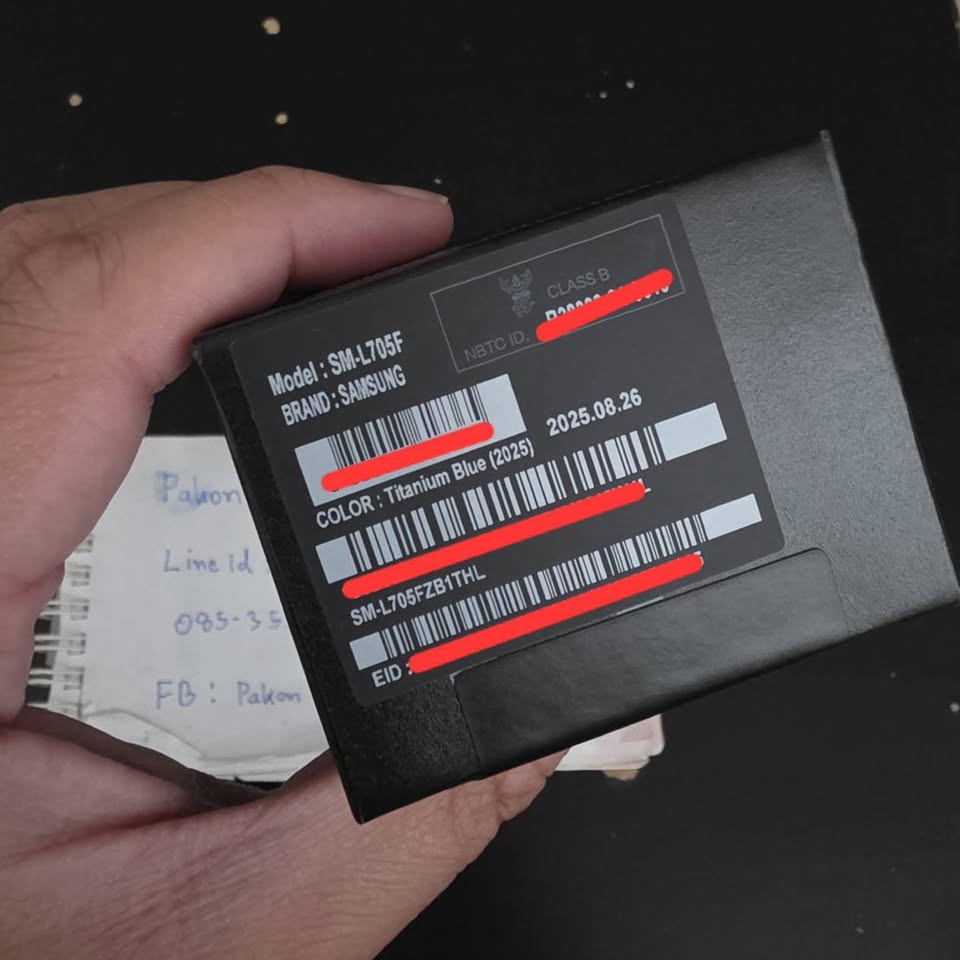 CLASS B
NBTC ID.
Model : SM-L705F
BRAND : SAMSUNG
2025.08.26
COLOR : Titanium Blue (2025)
SM-L705FZB1THL
EID :
Pakon
Line Id
085-35
FB : Pakon